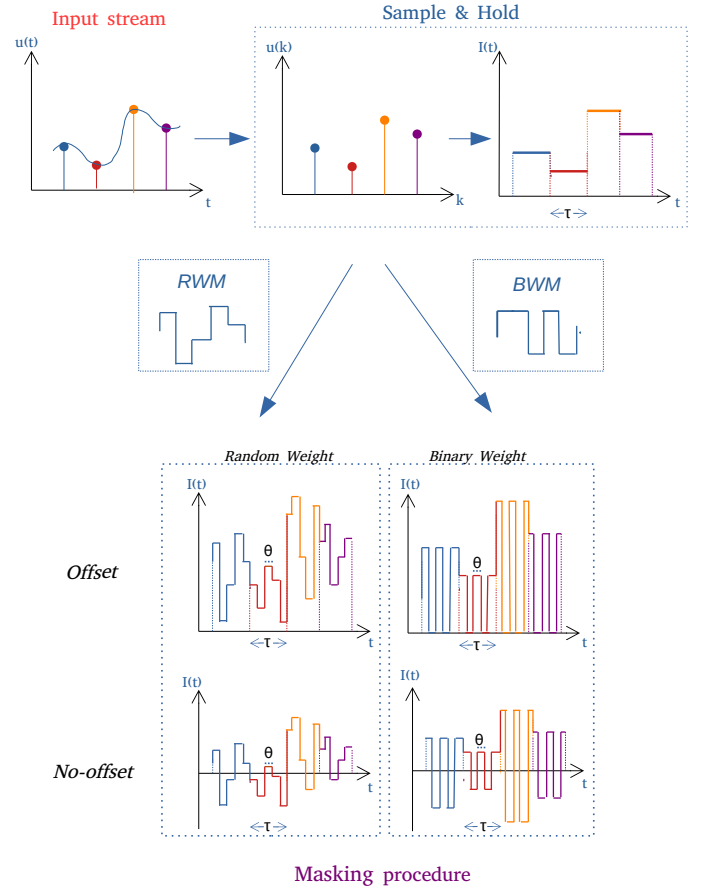 Input stream
Sample & Hold
u(t)
t
u(k)
k
I(t)
τ
t
RWM
BWM
Random Weight
Binary Weight
Offset
I(t)
θ
τ
t
I(t)
θ
τ
t
No-offset
I(t)
θ
τ
t
I(t)
θ
τ
t
Masking procedure